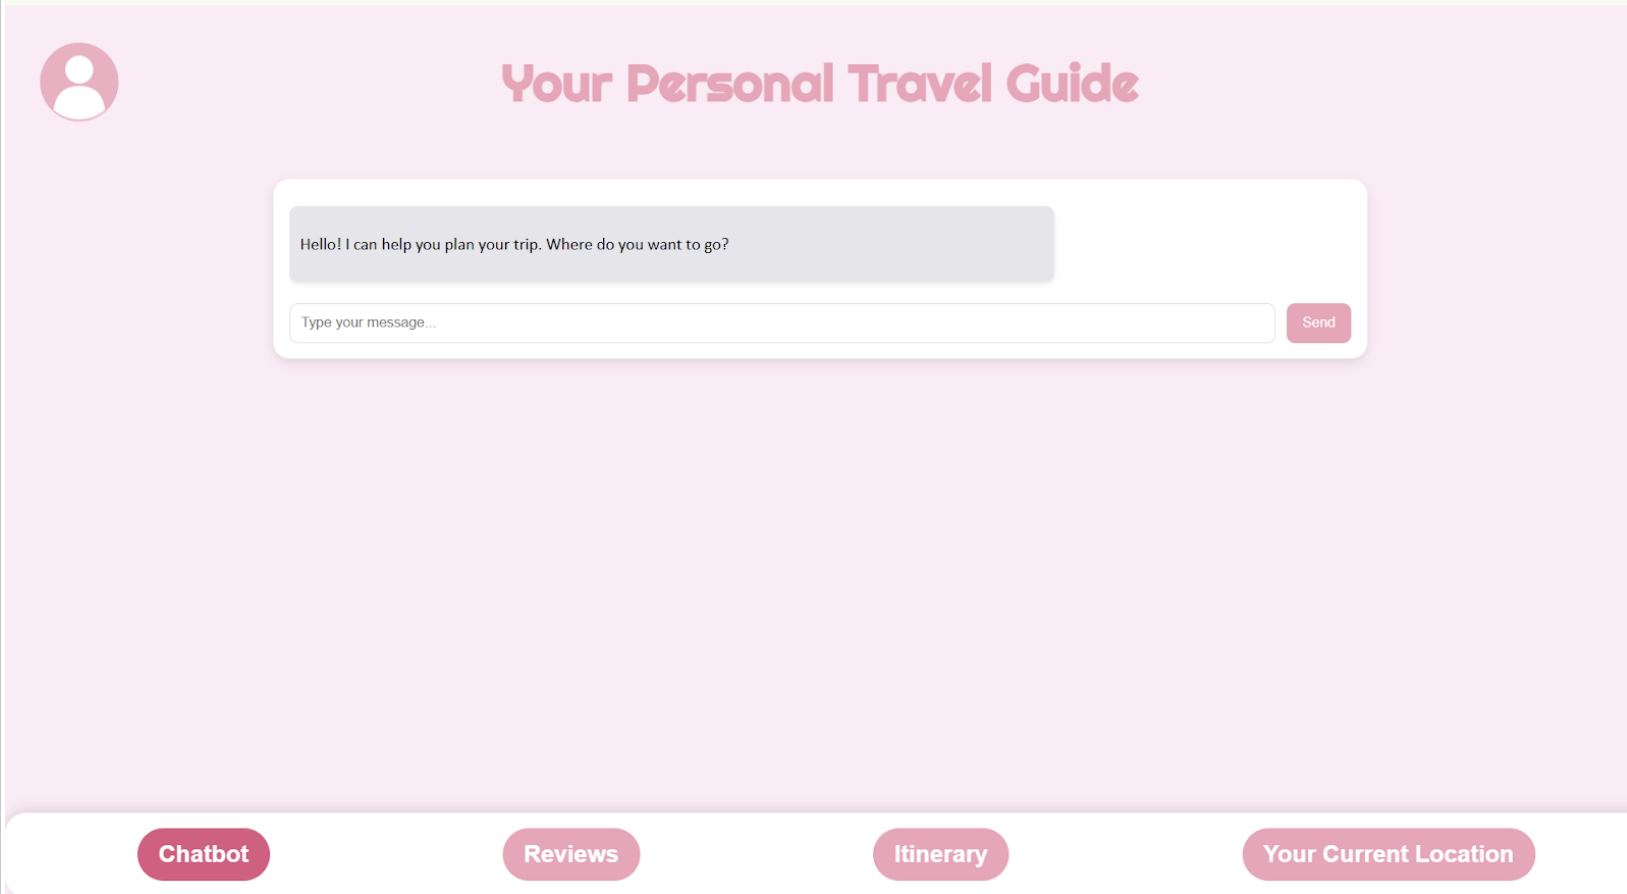 Your Personal Travel Guide
Hello! I can help you plan your trip. Where do you want to go?
Type your message...
Send
Chatbot
Reviews
Itinerary
Your Current Location